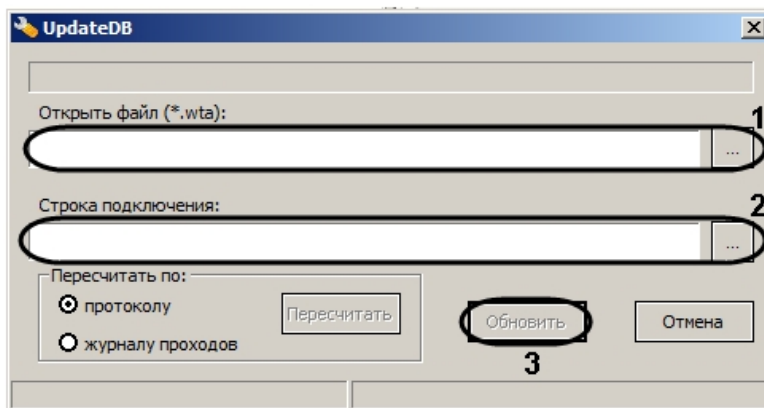 UpdateDB
Открыть файл (*.wta):
1
...
Строка подключения:
2
...
Пересчитать по:
протоколу
Пересчитать
журналу проходов
Обновить
Отмена
3